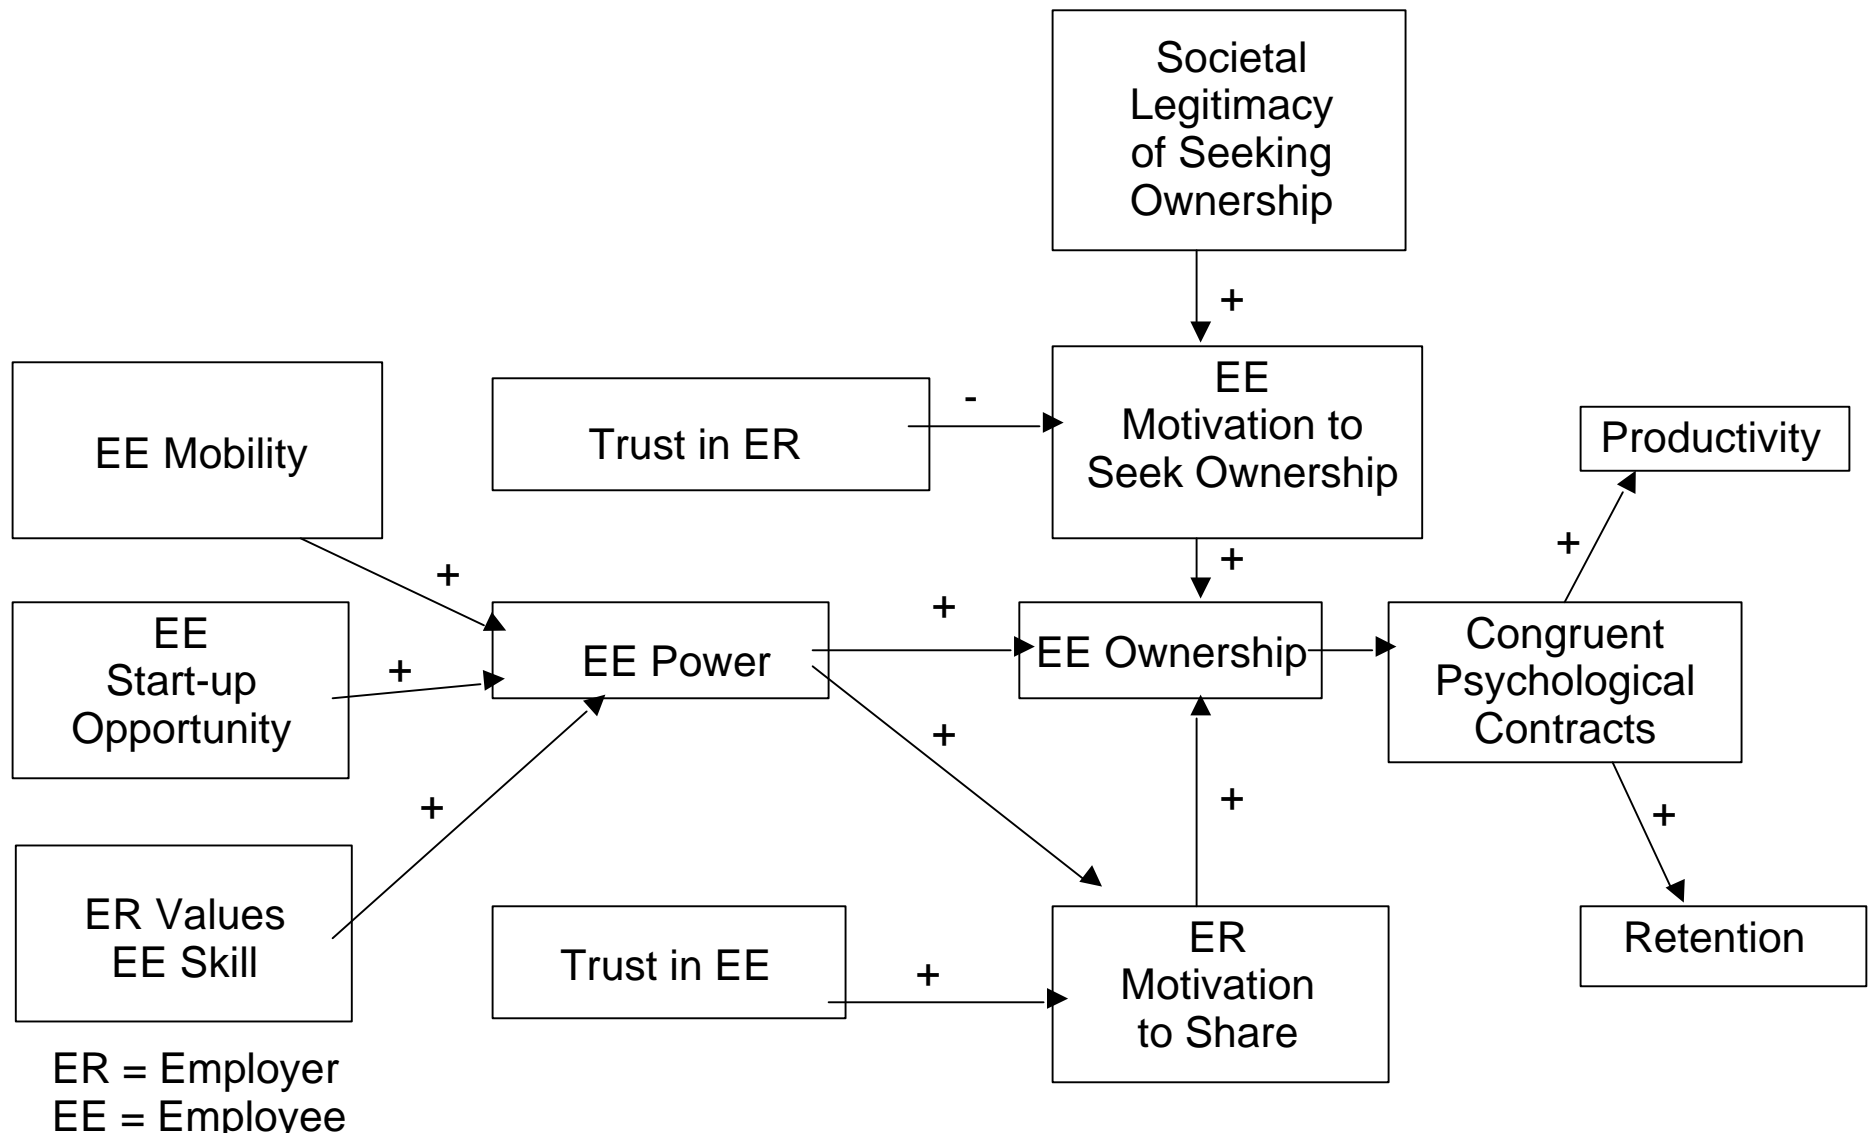 Societal
Legitimacy
of Seeking
Ownership
+
EE
Motivation to
Seek Ownership
-
Trust in ER
EE Mobility
Productivity
+
+
+
EE
Start-up
Opportunity
+
EE Power
+
EE Ownership
Congruent
Psychological
Contracts
+
+
+
+
ER Values
EE Skill
Trust in EE
+
ER
Motivation
to Share
Retention
ER = Employer
EE = Employee